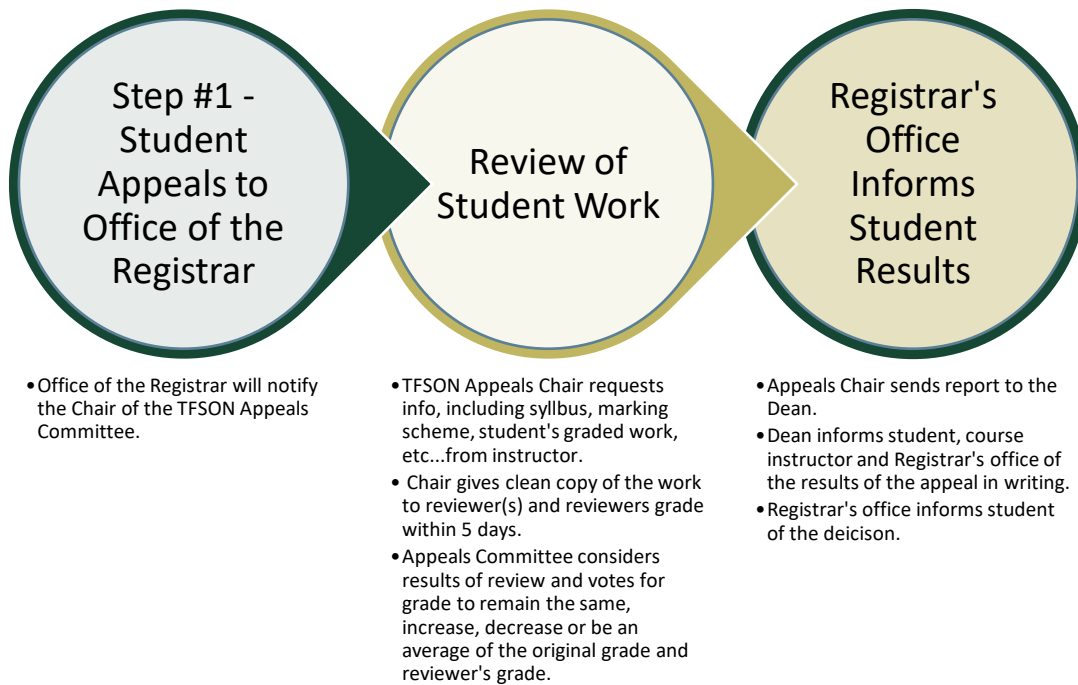 Step #1 -
Student
Appeals to
Office of the
Registrar
Review of
Student Work
Registrar's
Office
Informs
Student
Results
•Office of the Registrar will notify
the Chair of the TFSON Appeals
Committee.
•TFSON Appeals Chair requests
info, including syllbus, marking
scheme, student's graded work,
etc...from instructor.
• Chair gives clean copy of the work
to reviewer(s) and reviewers grade
within 5 days.
•Appeals Committee considers
results of review and votes for
grade to remain the same,
increase, decrease or be an
average of the original grade and
reviewer's grade.
•Appeals Chair sends report to the
Dean.
•Dean informs student, course
instructor and Registrar's office of
the results of the appeal in writing.
•Registrar's office informs student
of the deicison.